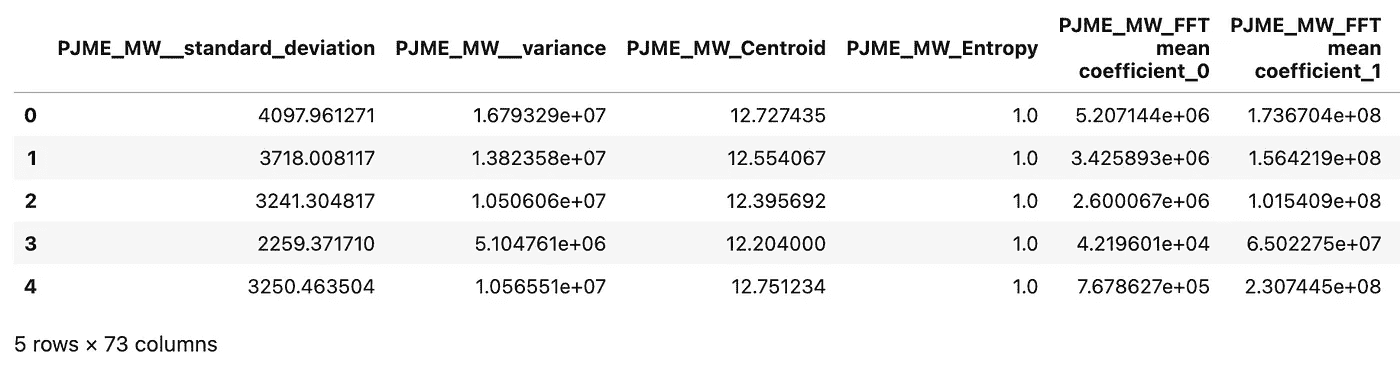 PJME_MW__standard_deviation PJME_MW__variance PJME_MW_Centroid PJME_MW_Entropy PJME_MW_FFT mean coefficient_0 PJME_MW_FFT mean coefficient_1
0 4097.961271 1.679329e+07 12.727435 1.0 5.207144e+06 1.736704e+08
1 3718.008117 1.382358e+07 12.554067 1.0 3.425893e+06 1.564219e+08
2 3241.304817 1.050606e+07 12.395692 1.0 2.600067e+06 1.015409e+08
3 2259.371710 5.104761e+06 12.204000 1.0 4.219601e+04 6.502275e+07
4 3250.463504 1.056551e+07 12.751234 1.0 7.678627e+05 2.307445e+08
5 rows × 73 columns